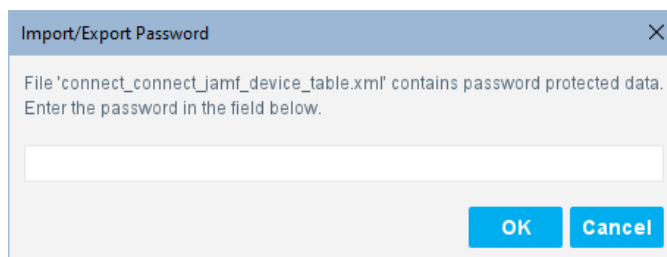 Import/Export Password
File 'connect_connect_jamf_device_table.xml' contains password protected data.
Enter the password in the field below.
OK
Cancel